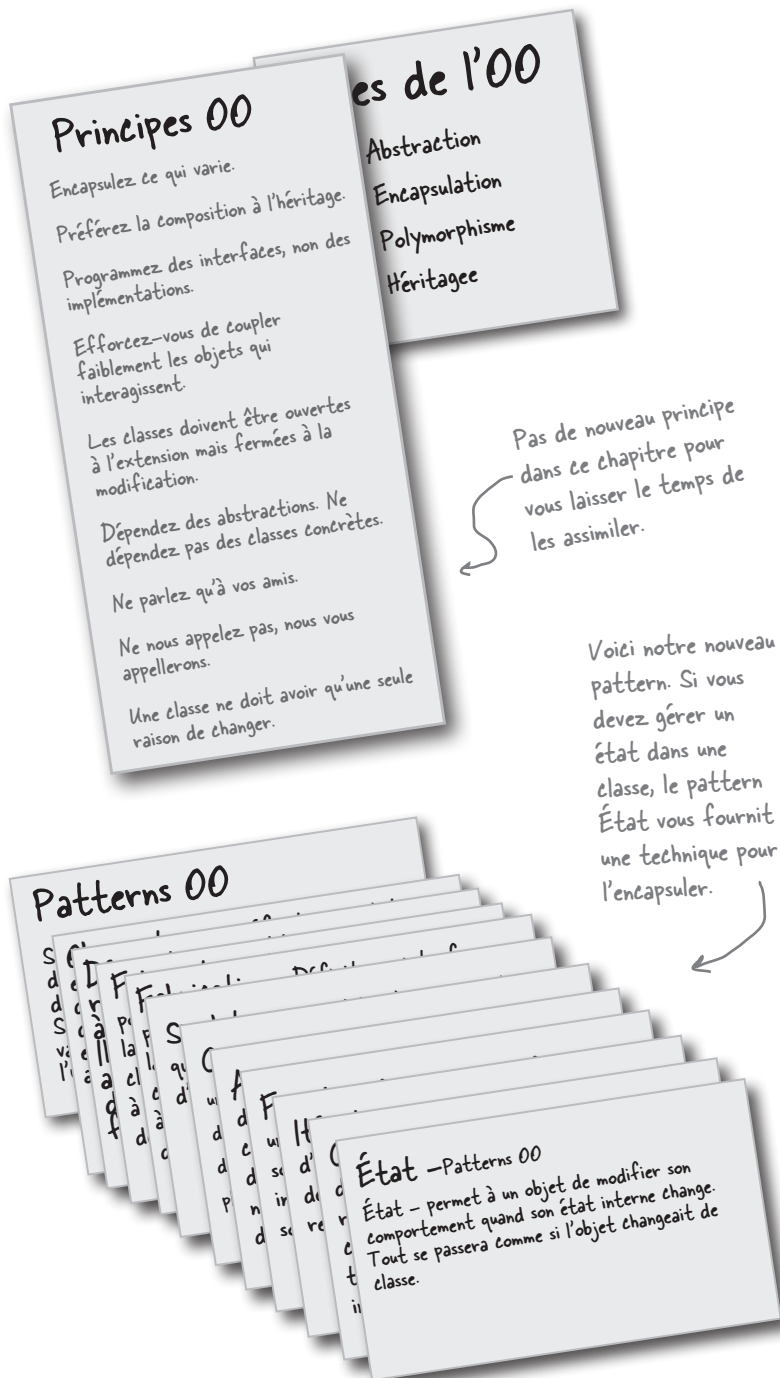 Principes OO
Encapsulez ce qui varie.
Préférez la composition à l'héritage.
Programmez des interfaces, non des
implémentations.
Efforcez-vous de coupler
faiblement les objets qui
interagissent.
Les classes doivent être ouvertes
à l'extension mais fermées à la
modification.
Dépendez des abstractions. Ne
dépendez pas des classes concrètes.
Ne parlez qu'à vos amis.
Ne nous appelez pas, nous vous
appellerons.
Une classe ne doit avoir qu'une seule
raison de changer.
es de l'OO
Abstraction
Encapsulation
Polymorphisme
Héritagee
Pas de nouveau principe
dans ce chapitre pour
vous laisser le temps de
les assimiler.
Voici notre nouveau
pattern. Si vous
devez gérer un
état dans une
classe, le pattern
État vous fournit
une technique pour
l'encapsuler.
Patterns OO
État –Patterns OO
État – permet à un objet de modifier son
comportement quand son état interne change.
Tout se passera comme si l'objet changeait de
classe.